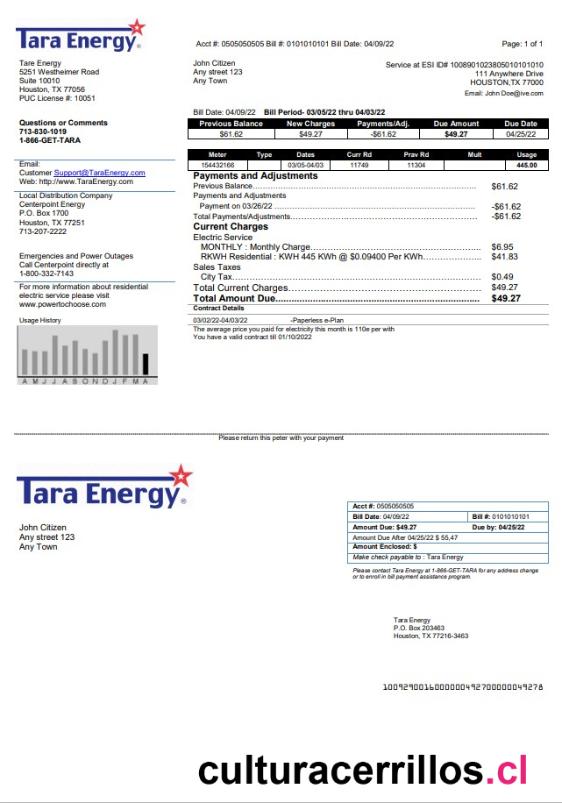 Tara Energy®
Acct #: 0505050505 Bill #: 0101010101 Bill Date: 04/09/22
Page: 1 of 1
Tare Energy
5251 Westheimer Road
Suite 10010
Houston, TX 77056
PUC License #: 10051
John Citizen
Any street 123
Any Town
Service at ESI ID# 1008901023805010101010
111 Anywhere Drive
HOUSTON,TX 77000
Email: John Doe@ive.com
Questions or Comments
713-830-1019
1-866-GET-TARA
Email:
Customer Support@TaraEnergy.com
Web: http://www.TaraEnergy.com
Local Distribution Company
Centerpoint Energy
P.O. Box 1700
Houston, TX 77251
713-207-2222
Emergencies and Power Outages
Call Centerpoint directly at
1-800-332-7143
For more information about residential
electric service please visit
www.powertochoose.com
Usage History
A M J J A S O N D J F M A
Bill Date: 04/09/22 Bill Period- 03/05/22 thru 04/03/22
Previous Balance New Charges Payments/Adj. Due Amount Due Date
$61.62 $49.27 -$61.62 $49.27 04/25/22
Meter Type Dates Curr Rd Prav Rd Mult Usage
154432166 03/05-04/03 11749 11304 445.00
Payments and Adjustments
Previous Balance $61.62
Payments and Adjustments
Payment on 03/26/22 -$61.62
Total Payments/Adjustments -$61.62
Current Charges
Electric Service
MONTHLY : Monthly Charge $6.95
RKWH Residential : KWH 445 KWh @ $0.09400 Per KWh $41.83
Sales Taxes
City Tax $0.49
Total Current Charges $49.27
Total Amount Due $49.27
Contract Details
03/02/22-04/03/22 -Paperless e-Plan
The average price you paid for electricity this month is 110e per with
You have a valid contract till 01/10/2022
Please return this peter with your payment
Tara Energy®
John Citizen
Any street 123
Any Town
Acct #: 0505050505
Bill Date: 04/09/22 Bill #: 0101010101
Amount Due: $49.27 Due by: 04/25/22
Amount Due After 04/25/22 $ 55,47
Amount Enclosed: $
Make check payable to : Tara Energy
Please contact Tara Energy at 1-866-GET-TARA for any address change
or to enroll in bill payment assistance program.
Tara Energy
P.O. Box 203463
Houston, TX 77216-3463
1009290016000000492700000049278
culturacerrillos.cl